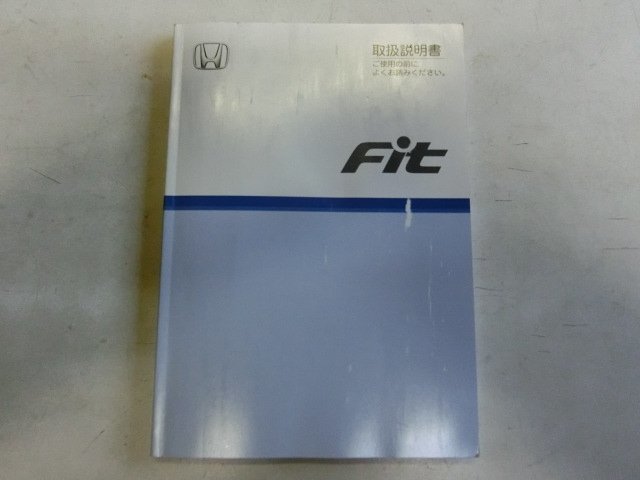 取扱説明書
ご使用の前に
よくお読みください。
Fit